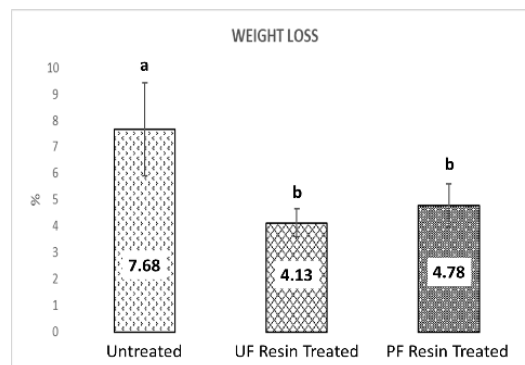 WEIGHT LOSS
10
9
8
7
6
5
4
3
2
1
0
%
a
b
b
7.68
4.13
4.78
Untreated
UF Resin Treated
PF Resin Treated